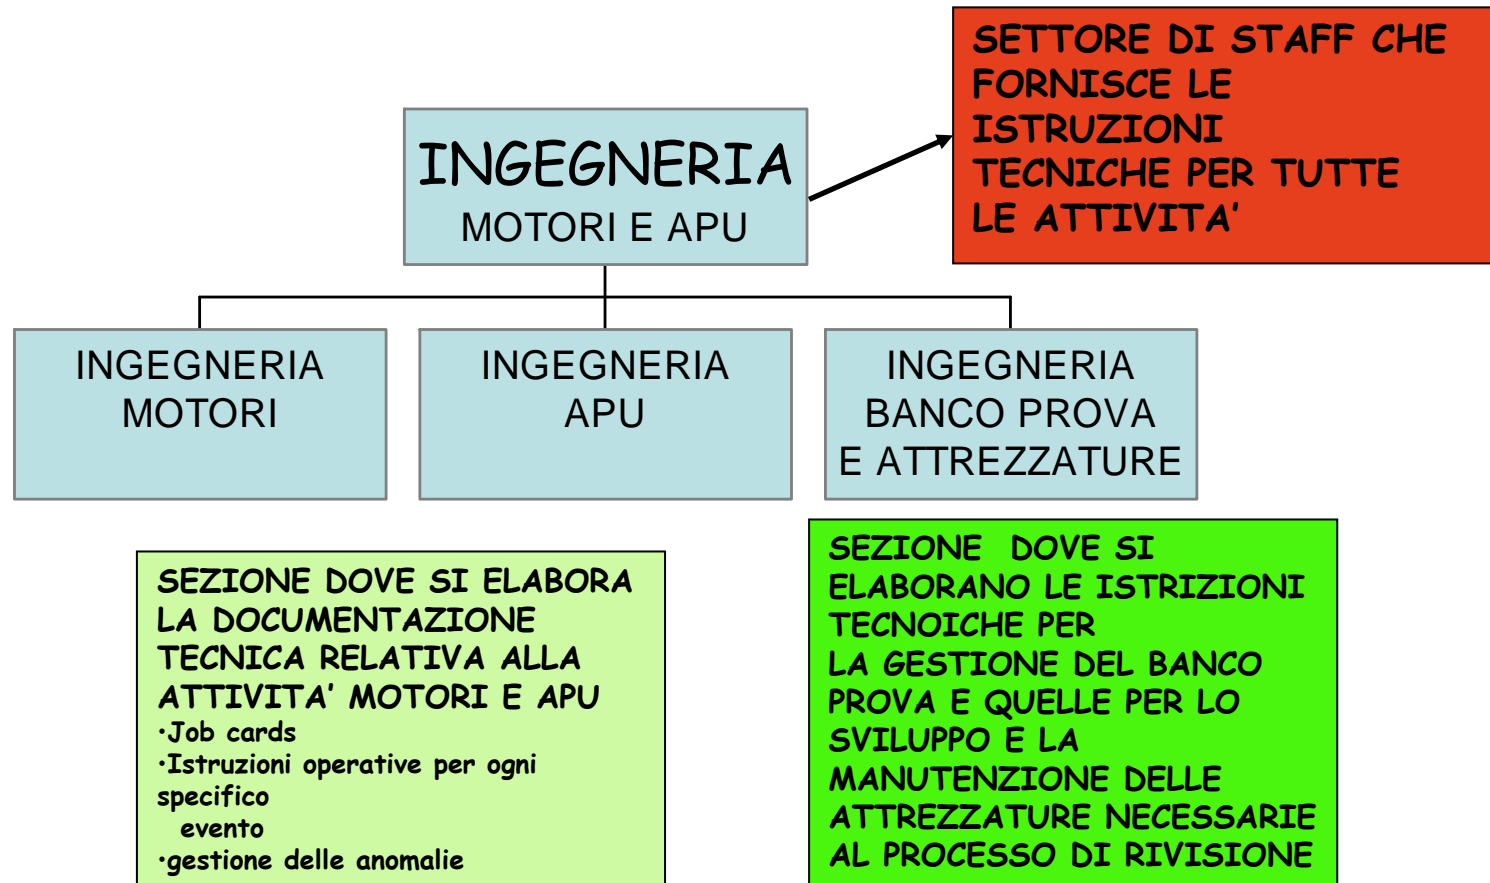 SETTORE DI STAFF CHE
FORNISCE LE
ISTRUZIONI
TECNICHE PER TUTTE
LE ATTIVITA’
INGEGNERIA
MOTORI E APU
INGEGNERIA
MOTORI
INGEGNERIA
APU
INGEGNERIA
BANCO PROVA
E ATTREZZATURE
SEZIONE DOVE SI ELABORA
LA DOCUMENTAZIONE
TECNICA RELATIVA ALLA
ATTIVITA’ MOTORI E APU
•Job cards
•Istruzioni operative per ogni
specifico
evento
•gestione delle anomalie
SEZIONE DOVE SI
ELABORANO LE ISTRIZIONI
TECNOICHE PER
LA GESTIONE DEL BANCO
PROVA E QUELLE PER LO
SVILUPPO E LA
MANUTENZIONE DELLE
ATTREZZATURE NECESSARIE
AL PROCESSO DI RIVISIONE